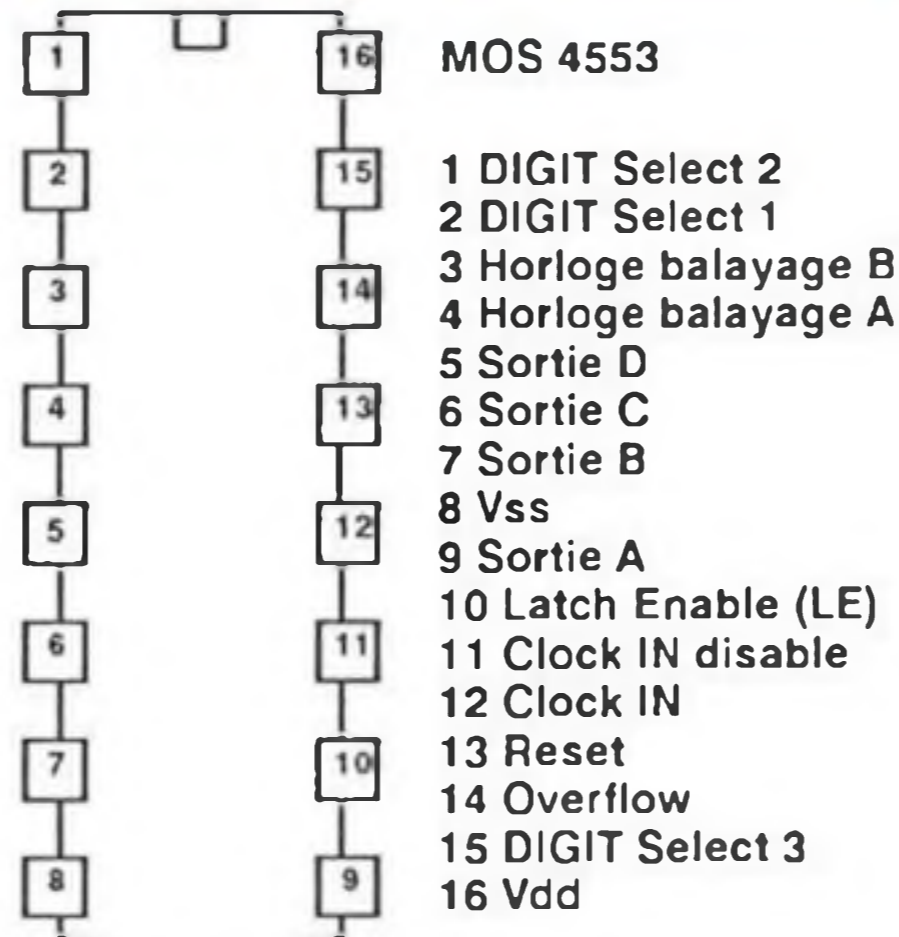 1 16 MOS 4553
2 15 1 DIGIT Select 2
2 DIGIT Select 1
3 14 3 Horloge balayage B
4 Horloge balayage A
5 Sortie D
4 13 6 Sortie C
7 Sortie B
5 12 8 Vss
9 Sortie A
6 11 10 Latch Enable (LE)
11 Clock IN disable
12 Clock IN
7 10 13 Reset
14 Overflow
8 9 15 DIGIT Select 3
16 Vdd